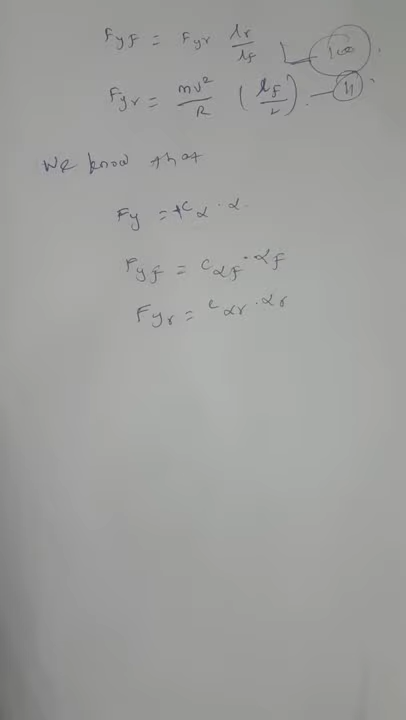 Fyf = Fyr lr/lf
Fyr = mv²/R (lf/L) — 11
We know that
Fy = +Cα · α
Fyf = Cαf · αf
Fyr = Cαr · αr